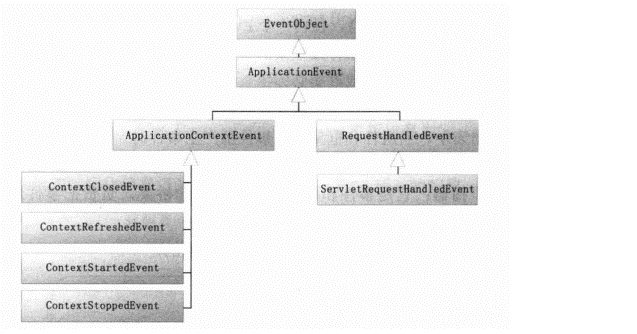 EventObject
ApplicationEvent
ApplicationContextEvent
RequestHandledEvent
ContextClosedEvent
ServletRequestHandledEvent
ContextRefreshedEvent
ContextStartedEvent
ContextStoppedEvent